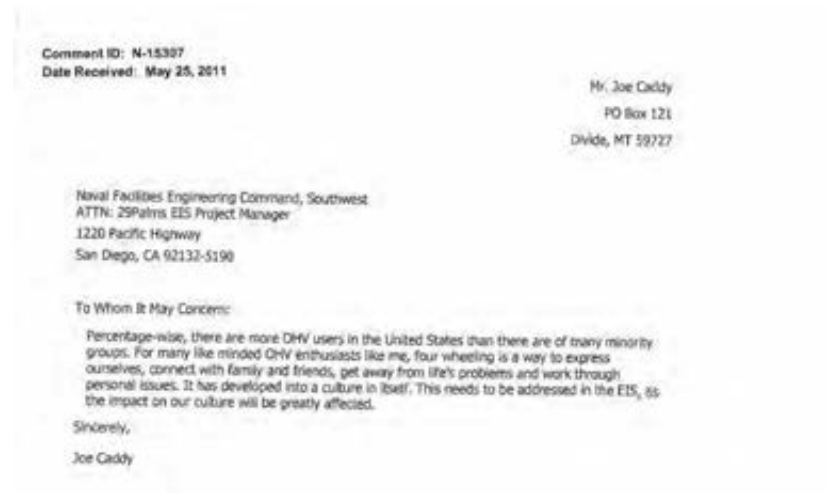 Comment ID: N-15307
Date Received: May 25, 2011
Mr. Joe Caddy
PO Box 121
Divide, MT 59727
Naval Facilities Engineering Command, Southwest
ATTN: 29Palms EIS Project Manager
1220 Pacific Highway
San Diego, CA 92132-5190
To Whom It May Concern:
Percentage-wise, there are more OHV users in the United States than there are of many minority
groups. For many like minded OHV enthusiasts like me, four wheeling is a way to express
ourselves, connect with family and friends, get away from life's problems and work through
personal issues. It has developed into a culture in itself. This needs to be addressed in the EIS, as
the impact on our culture will be greatly affected.
Sincerely,
Joe Caddy